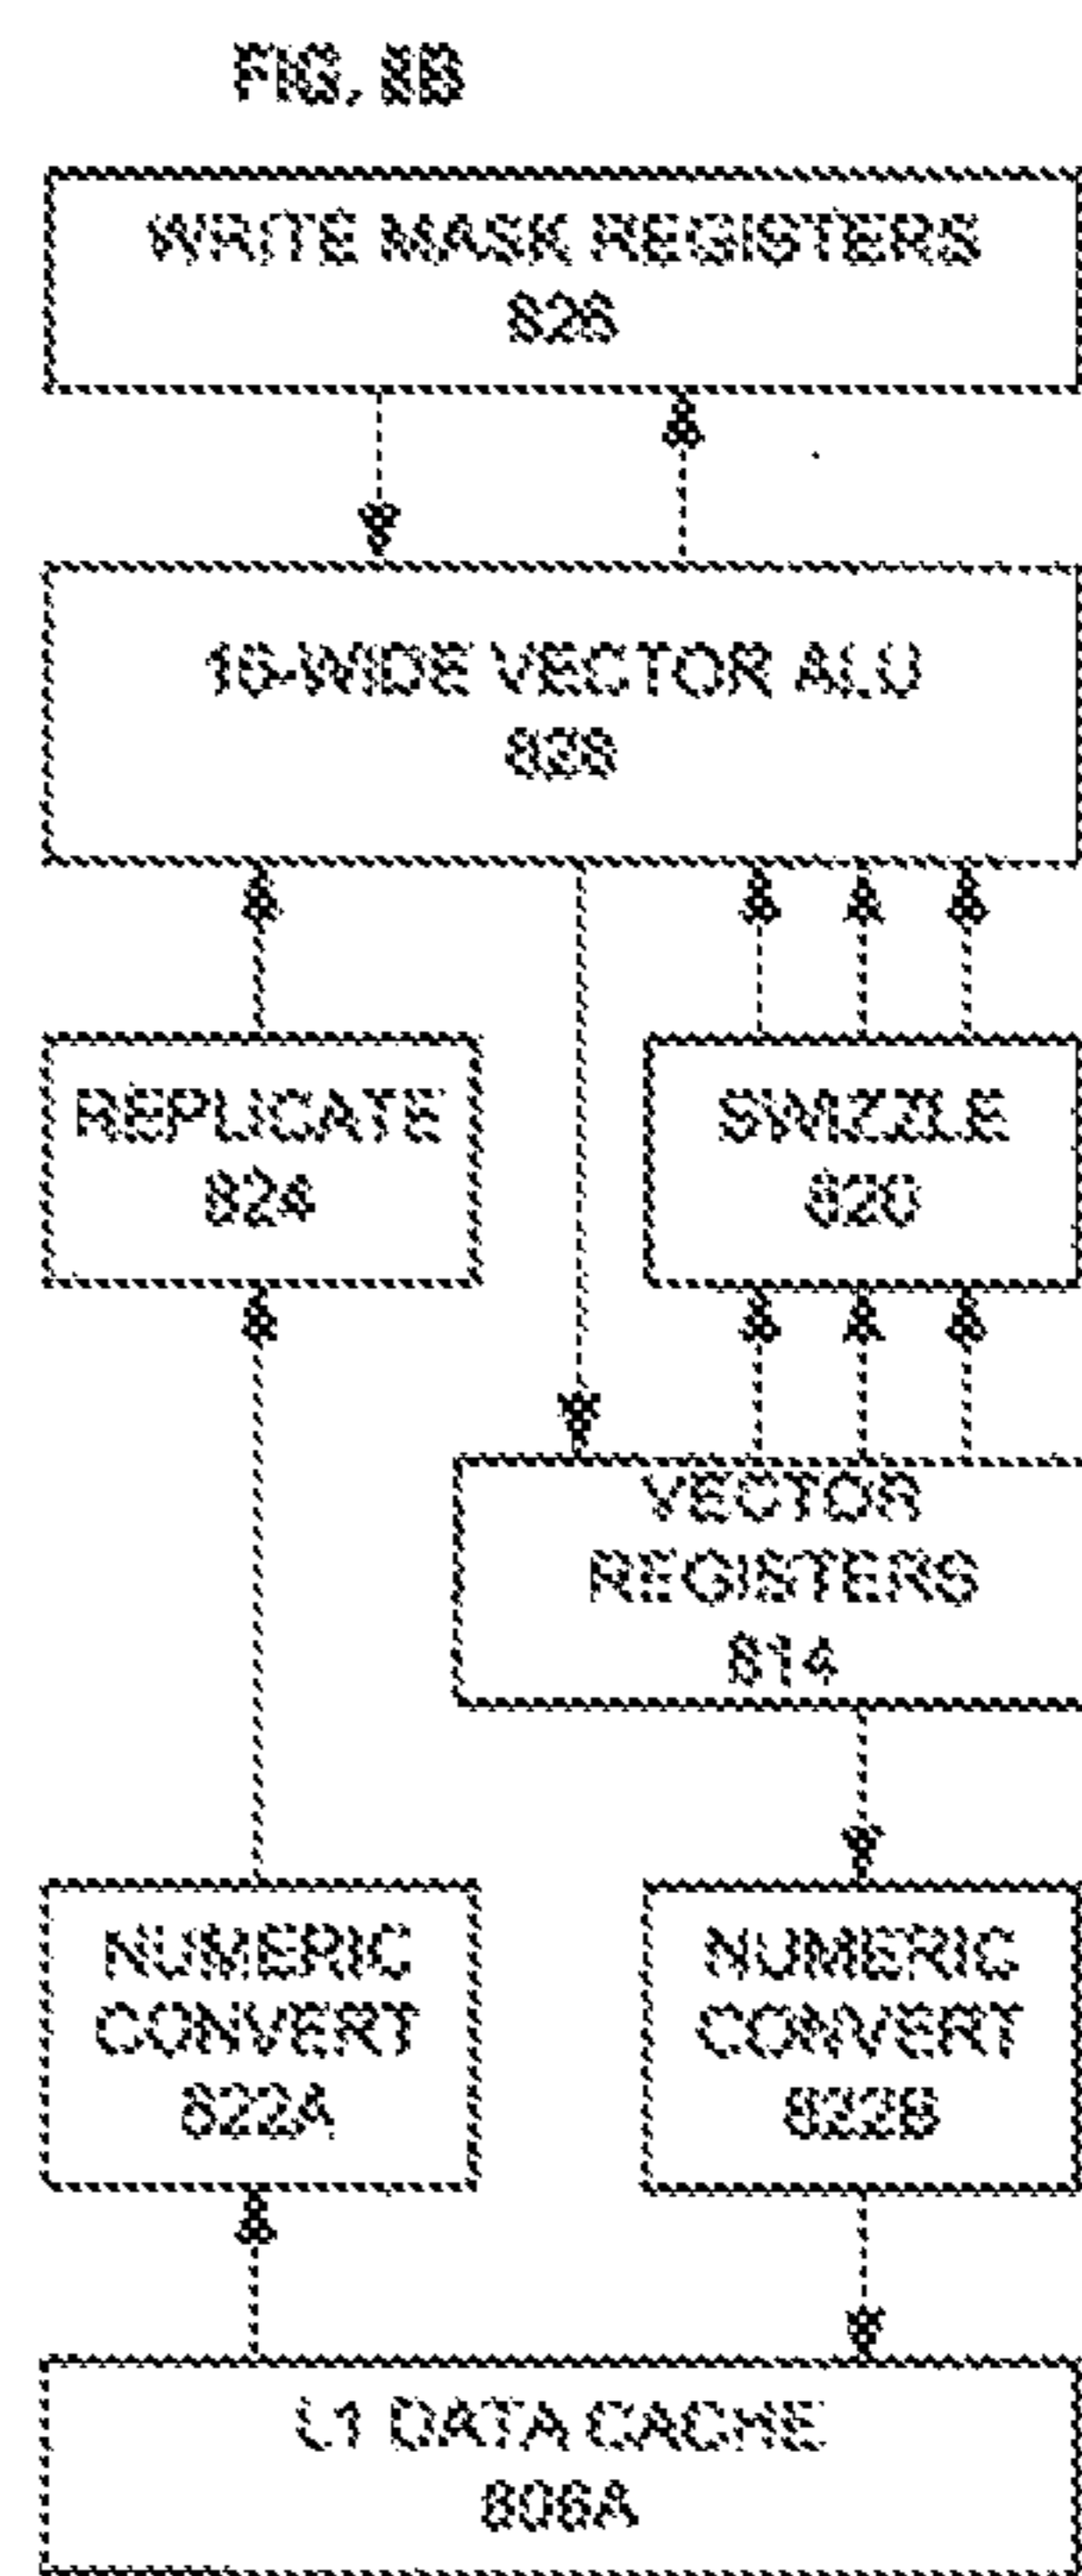 FIG. 8B
WRITE MASK REGISTERS
826
16-WIDE VECTOR ALU
828
REPLICATE
824
SWIZZLE
820
VECTOR
REGISTERS
814
NUMERIC
CONVERT
822A
NUMERIC
CONVERT
822B
L1 DATA CACHE
806A